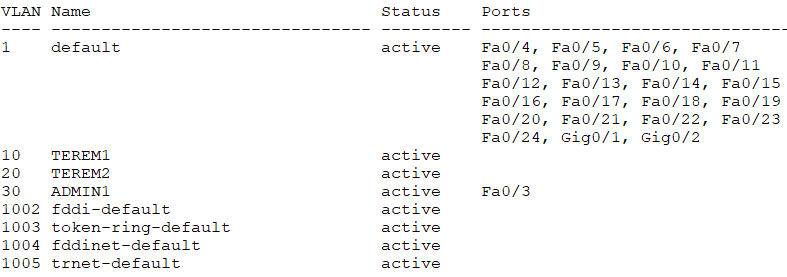 VLAN Name                             Status    Ports
---- -------------------------------- --------- -------------------------------
1    default                          active    Fa0/4, Fa0/5, Fa0/6, Fa0/7
                                                Fa0/8, Fa0/9, Fa0/10, Fa0/11
                                                Fa0/12, Fa0/13, Fa0/14, Fa0/15
                                                Fa0/16, Fa0/17, Fa0/18, Fa0/19
                                                Fa0/20, Fa0/21, Fa0/22, Fa0/23
                                                Fa0/24, Gig0/1, Gig0/2
10   TEREM1                           active
20   TEREM2                           active
30   ADMIN1                           active    Fa0/3
1002 fddi-default                     active
1003 token-ring-default               active
1004 fddinet-default                  active
1005 trnet-default                    active